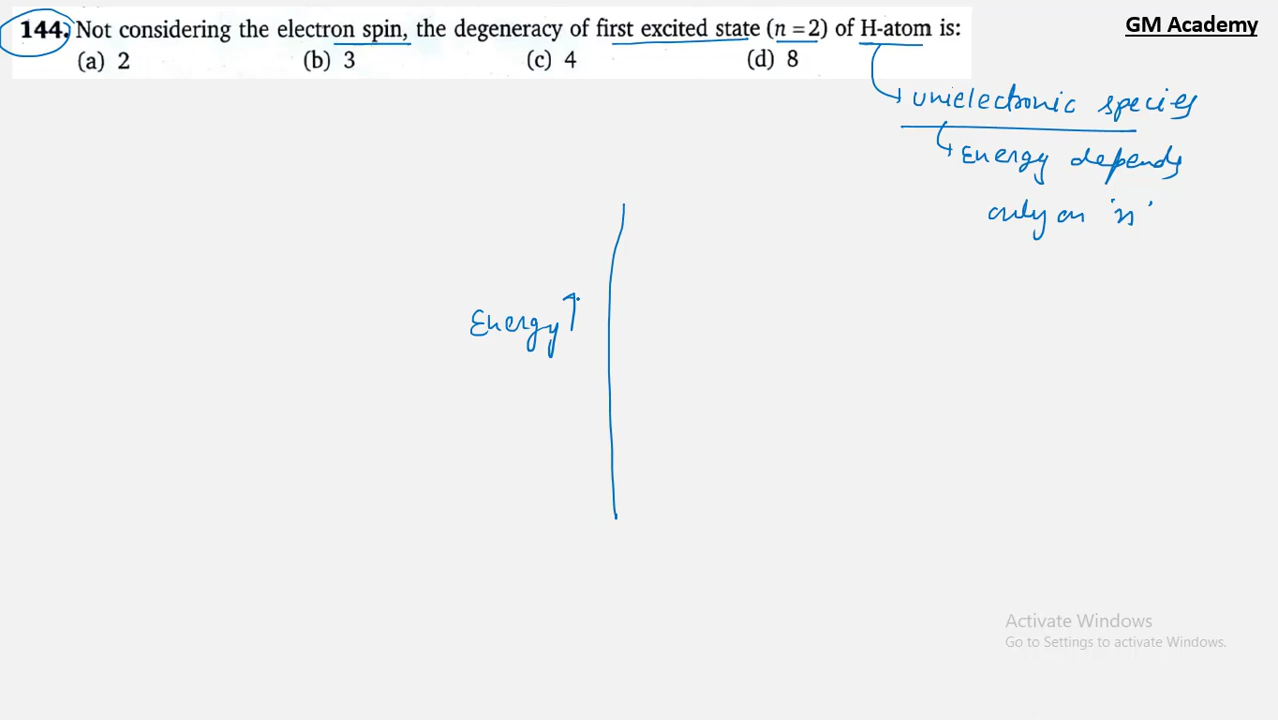 144. Not considering the electron spin, the degeneracy of first excited state (n = 2) of H-atom is:
(a) 2 (b) 3 (c) 4 (d) 8
GM Academy
unielectronic species
Energy depends
only on 'n'
Energy ↑
Activate Windows
Go to Settings to activate Windows.